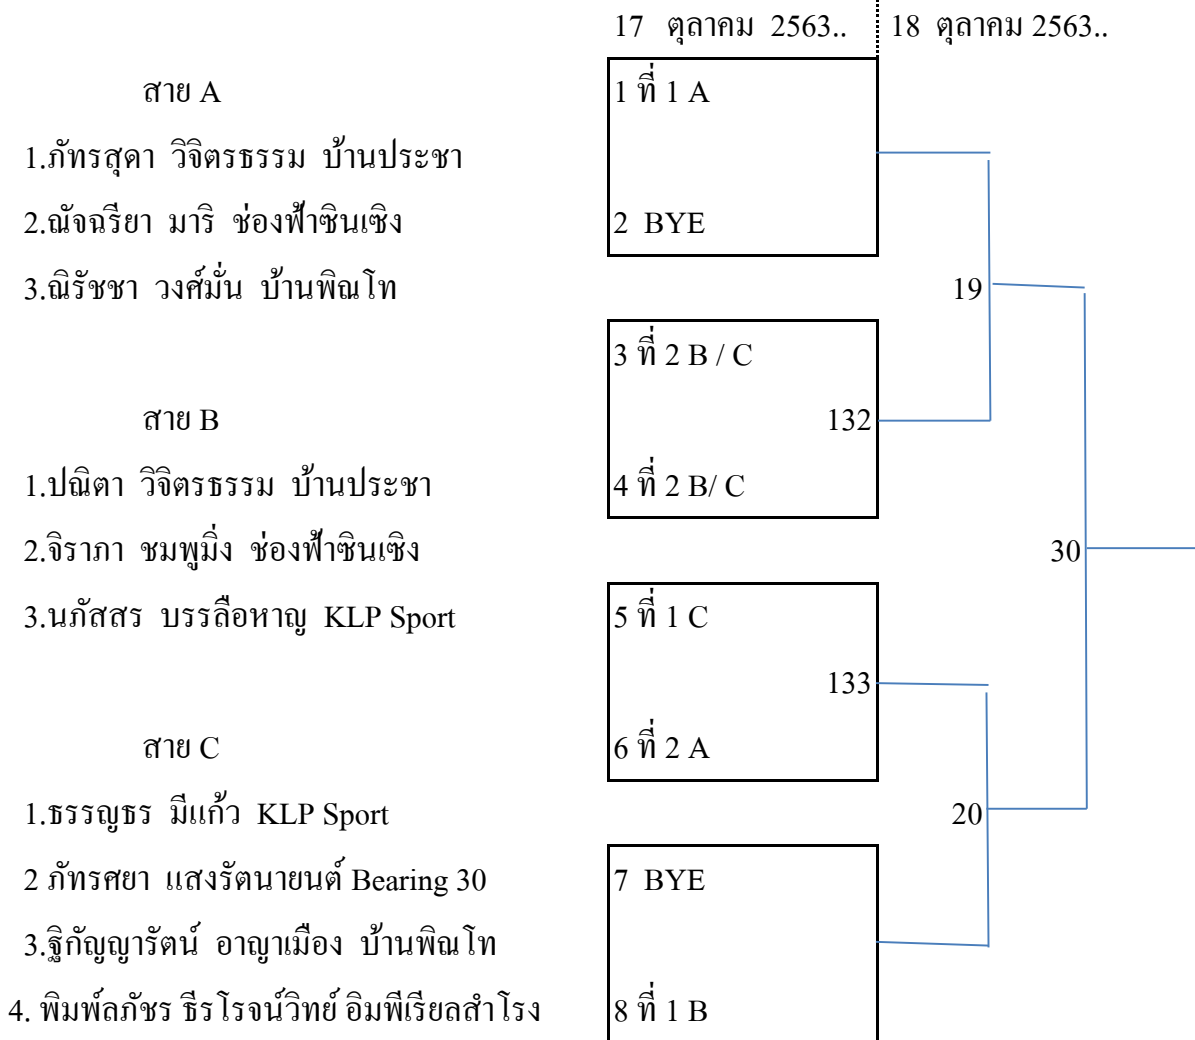 17 ตุลาคม 2563.. 18 ตุลาคม 2563..
สาย A
1.ภัทรสุดา วิจิตรธรรม บ้านประชา
2.ณัจฉรียา มาริ ช่องฟ้าซินเซิง
3.ณิรัชชา วงศ์มั่น บ้านพิณโท
สาย B
1.ปณิตา วิจิตรธรรม บ้านประชา
2.จิราภา ชมพูมิ่ง ช่องฟ้าซินเซิง
3.นภัสสร บรรลือหาญ KLP Sport
สาย C
1.ธรรญธร มีแก้ว KLP Sport
2 ภัทรศยา แสงรัตนายนต์ Bearing 30
3.ฐิกัญญารัตน์ อาญาเมือง บ้านพิณโท
4. พิมพ์ลภัชร ธีรโรจน์วิทย์ อิมพีเรียลสำโรง
1 ที่ 1 A
2 BYE
3 ที่ 2 B / C
132
4 ที่ 2 B/ C
5 ที่ 1 C
133
6 ที่ 2 A
7 BYE
8 ที่ 1 B
19
20
30